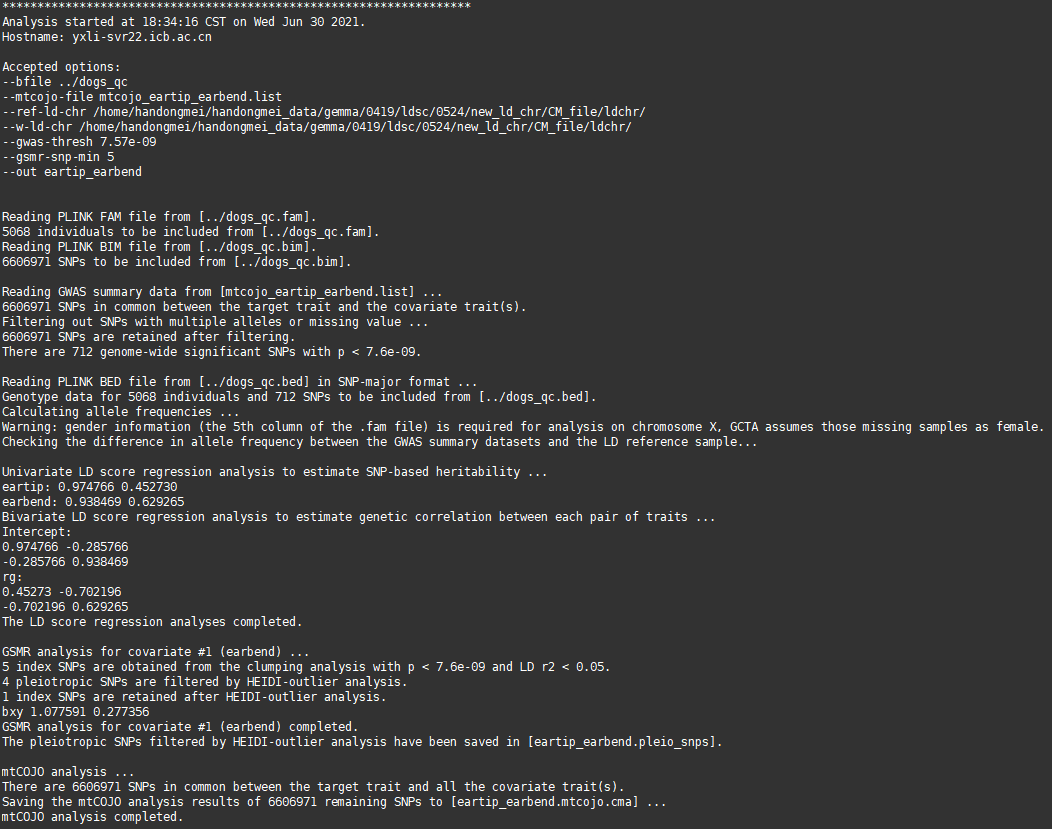 *******************************************************************
Analysis started at 18:34:16 CST on Wed Jun 30 2021.
Hostname: yxli-svr22.icb.ac.cn
Accepted options:
--bfile ../dogs_qc
--mtcojo-file mtcojo_eartip_earbend.list
--ref-ld-chr /home/handongmei/handongmei_data/gemma/0419/ldsc/0524/new_ld_chr/CM_file/ldchr/
--w-ld-chr /home/handongmei/handongmei_data/gemma/0419/ldsc/0524/new_ld_chr/CM_file/ldchr/
--gwas-thresh 7.57e-09
--gsmr-snp-min 5
--out eartip_earbend
Reading PLINK FAM file from [../dogs_qc.fam].
5068 individuals to be included from [../dogs_qc.fam].
Reading PLINK BIM file from [../dogs_qc.bim].
6606971 SNPs to be included from [../dogs_qc.bim].
Reading GWAS summary data from [mtcojo_eartip_earbend.list] ...
6606971 SNPs in common between the target trait and the covariate trait(s).
Filtering out SNPs with multiple alleles or missing value ...
6606971 SNPs are retained after filtering.
There are 712 genome-wide significant SNPs with p < 7.6e-09.
Reading PLINK BED file from [../dogs_qc.bed] in SNP-major format ...
Genotype data for 5068 individuals and 712 SNPs to be included from [../dogs_qc.bed].
Calculating allele frequencies ...
Warning: gender information (the 5th column of the .fam file) is required for analysis on chromosome X, GCTA assumes those missing samples as female.
Checking the difference in allele frequency between the GWAS summary datasets and the LD reference sample...
Univariate LD score regression analysis to estimate SNP-based heritability ...
eartip: 0.974766 0.452730
earbend: 0.938469 0.629265
Bivariate LD score regression analysis to estimate genetic correlation between each pair of traits ...
Intercept:
0.974766 -0.285766
-0.285766 0.938469
rg:
0.45273 -0.702196
-0.702196 0.629265
The LD score regression analyses completed.
GSMR analysis for covariate #1 (earbend) ...
5 index SNPs are obtained from the clumping analysis with p < 7.6e-09 and LD r2 < 0.05.
4 pleiotropic SNPs are filtered by HEIDI-outlier analysis.
1 index SNPs are retained after HEIDI-outlier analysis.
bxy 1.077591 0.277356
GSMR analysis for covariate #1 (earbend) completed.
The pleiotropic SNPs filtered by HEIDI-outlier analysis have been saved in [eartip_earbend.pleio_snps].
mtCOJO analysis ...
There are 6606971 SNPs in common between the target trait and all the covariate trait(s).
Saving the mtCOJO analysis results of 6606971 remaining SNPs to [eartip_earbend.mtcojo.cma] ...
mtCOJO analysis completed.